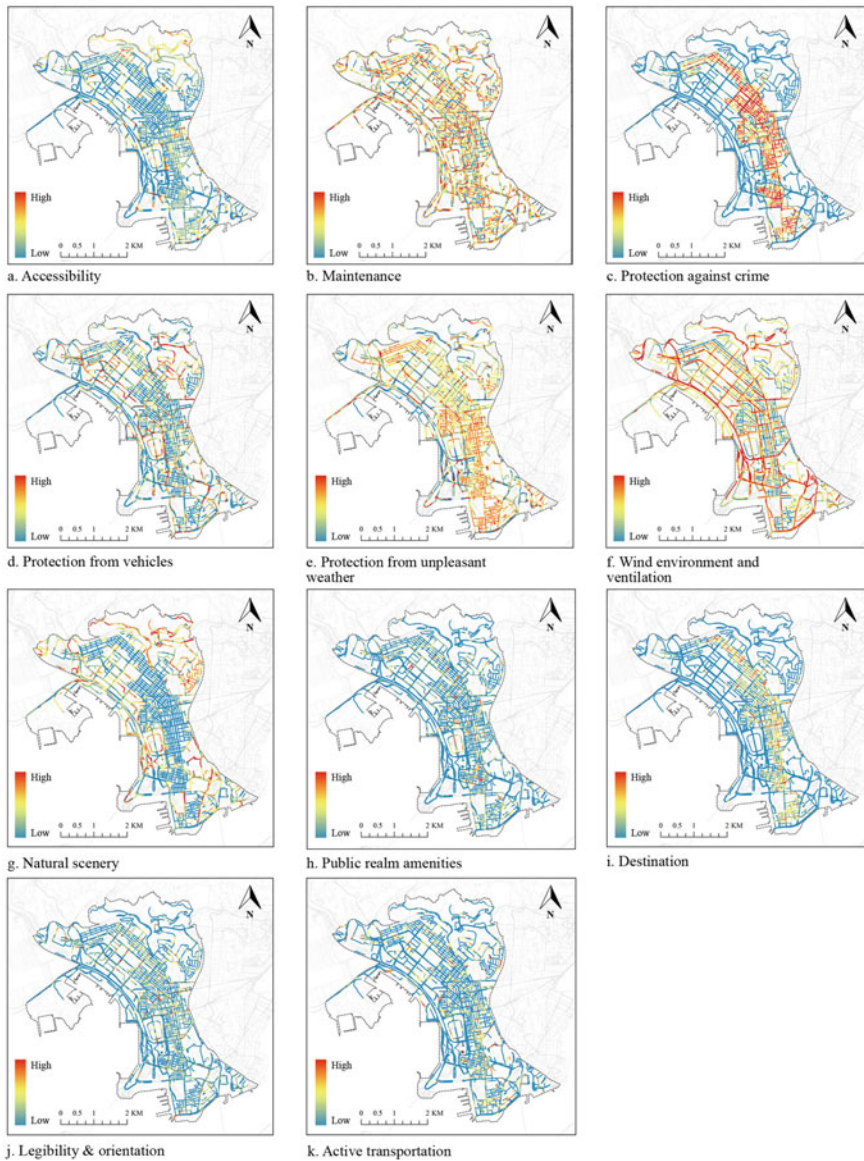 N
N
N
High
High
High
Low
0 0.5 1 2 KM
Low
0 0.5 1 2 KM
Low
0 0.5 1 2 KM
a. Accessibility
b. Maintenance
c. Protection against crime
N
N
N
High
High
High
Low
0 0.5 1 2 KM
Low
0 0.5 1 2 KM
Low
0 0.5 1 2 KM
d. Protection from vehicles
e. Protection from unpleasant
weather
f. Wind environment and
ventilation
N
N
N
High
High
High
Low
0 0.5 1 2 KM
Low
0 0.5 1 2 KM
Low
0 0.5 1 2 KM
g. Natural scenery
h. Public realm amenities
i. Destination
N
N
High
High
Low
0 0.5 1 2 KM
Low
0 0.5 1 2 KM
j. Legibility & orientation
k. Active transportation